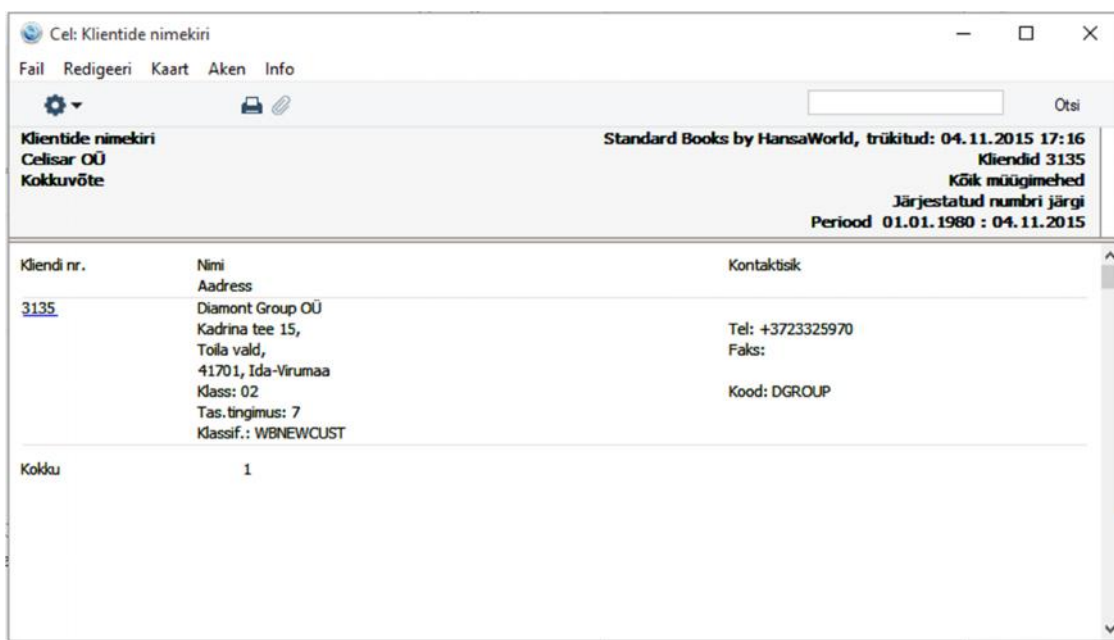 Cel: Klientide nimekiri
Fail Redigeeri Kaart Aken Info
Otsi
Klientide nimekiri Standard Books by HansaWorld, trükitud: 04.11.2015 17:16
Celisar OÜ Kliendid 3135
Kokkuvõte Kõik müügimehed
Järjestatud numbri järgi
Periood 01.01.1980 : 04.11.2015
Kliendi nr. Nimi Kontaktisik
Aadress
3135 Diamont Group OÜ
Kadrina tee 15, Tel: +3723325970
Toila vald, Faks:
41701, Ida-Virumaa
Klass: 02 Kood: DGROUP
Tas.tingimus: 7
Klassif.: WBNEWCUST
Kokku 1